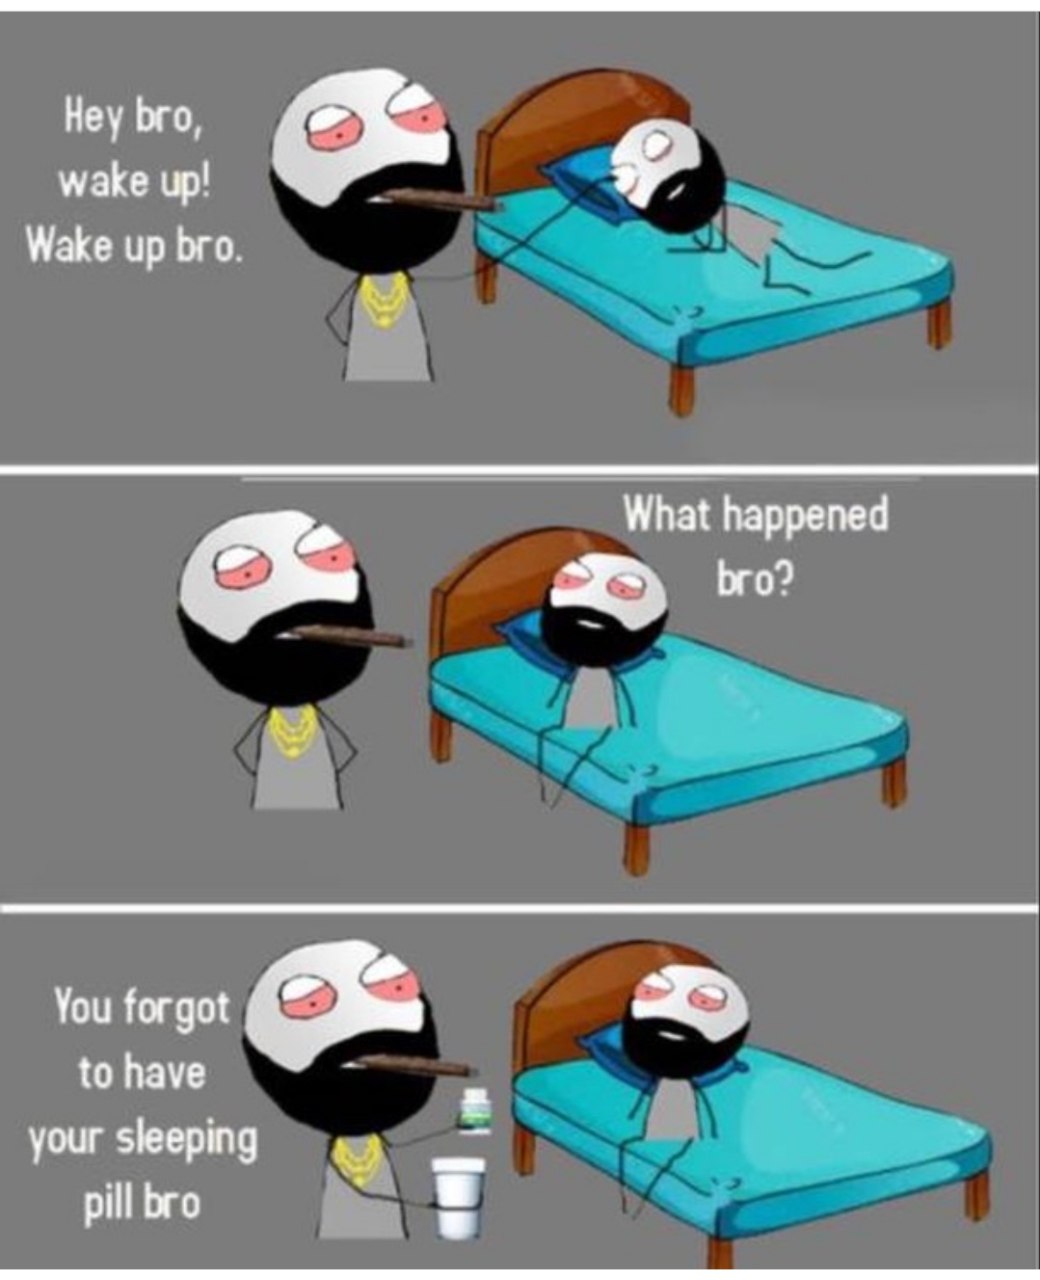 Hey bro,
wake up!
Wake up bro.
What happened
bro?
You forgot
to have
your sleeping
pill bro